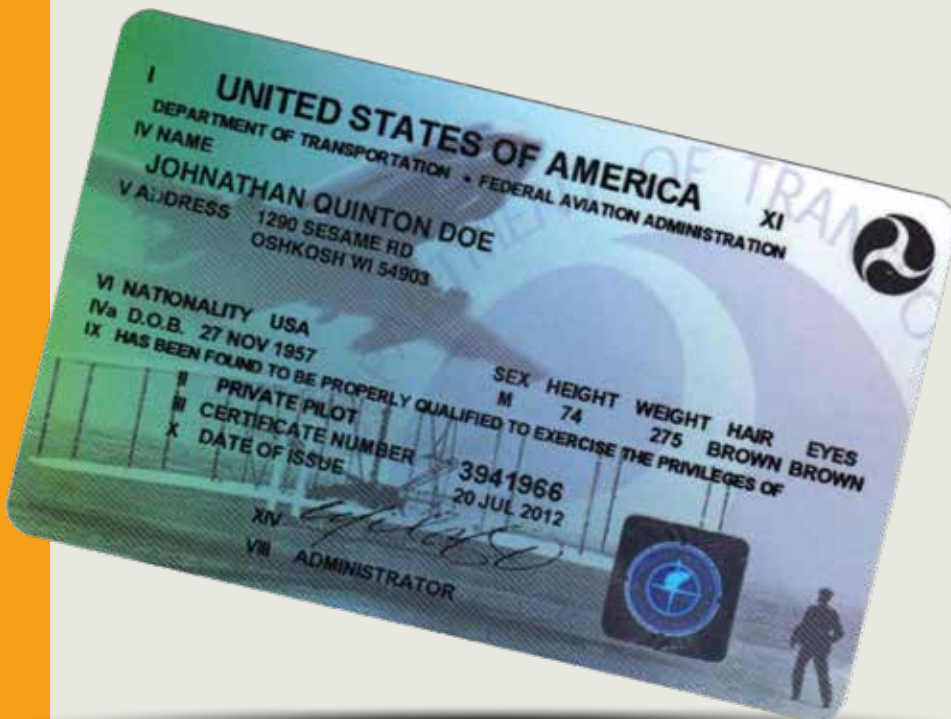 I UNITED STATES OF AMERICA XI
DEPARTMENT OF TRANSPORTATION • FEDERAL AVIATION ADMINISTRATION
IV NAME
JOHNATHAN QUINTON DOE
V ADDRESS 1290 SESAME RD
OSHKOSH WI 54903
VI NATIONALITY USA
IVa D.O.B. 27 NOV 1957
SEX HEIGHT WEIGHT HAIR EYES
M 74 275 BROWN BROWN
IX HAS BEEN FOUND TO BE PROPERLY QUALIFIED TO EXERCISE THE PRIVILEGES OF
II PRIVATE PILOT
III CERTIFICATE NUMBER 3941966
X DATE OF ISSUE 20 JUL 2012
XIV
VIII ADMINISTRATOR
OF TRAN